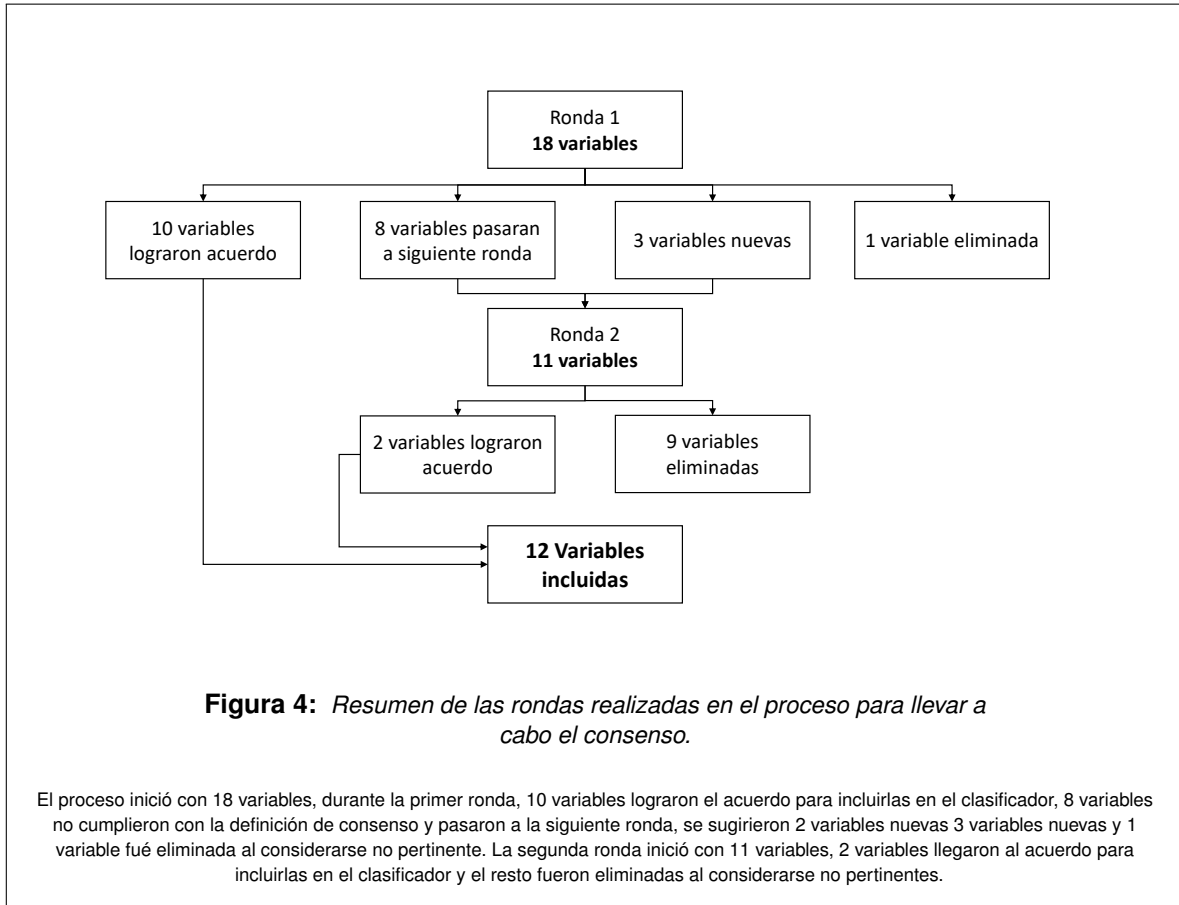 Ronda 1
18 variables
10 variables
lograron acuerdo
8 variables pasaran
a siguiente ronda
3 variables nuevas
1 variable eliminada
Ronda 2
11 variables
2 variables lograron
acuerdo
9 variables
eliminadas
12 Variables
incluidas
Figura 4: Resumen de las rondas realizadas en el proceso para llevar a
cabo el consenso.
El proceso inició con 18 variables, durante la primer ronda, 10 variables lograron el acuerdo para incluirlas en el clasificador, 8 variables
no cumplieron con la definición de consenso y pasaron a la siguiente ronda, se sugirieron 2 variables nuevas 3 variables nuevas y 1
variable fué eliminada al considerarse no pertinente. La segunda ronda inició con 11 variables, 2 variables llegaron al acuerdo para
incluirlas en el clasificador y el resto fueron eliminadas al considerarse no pertinentes.